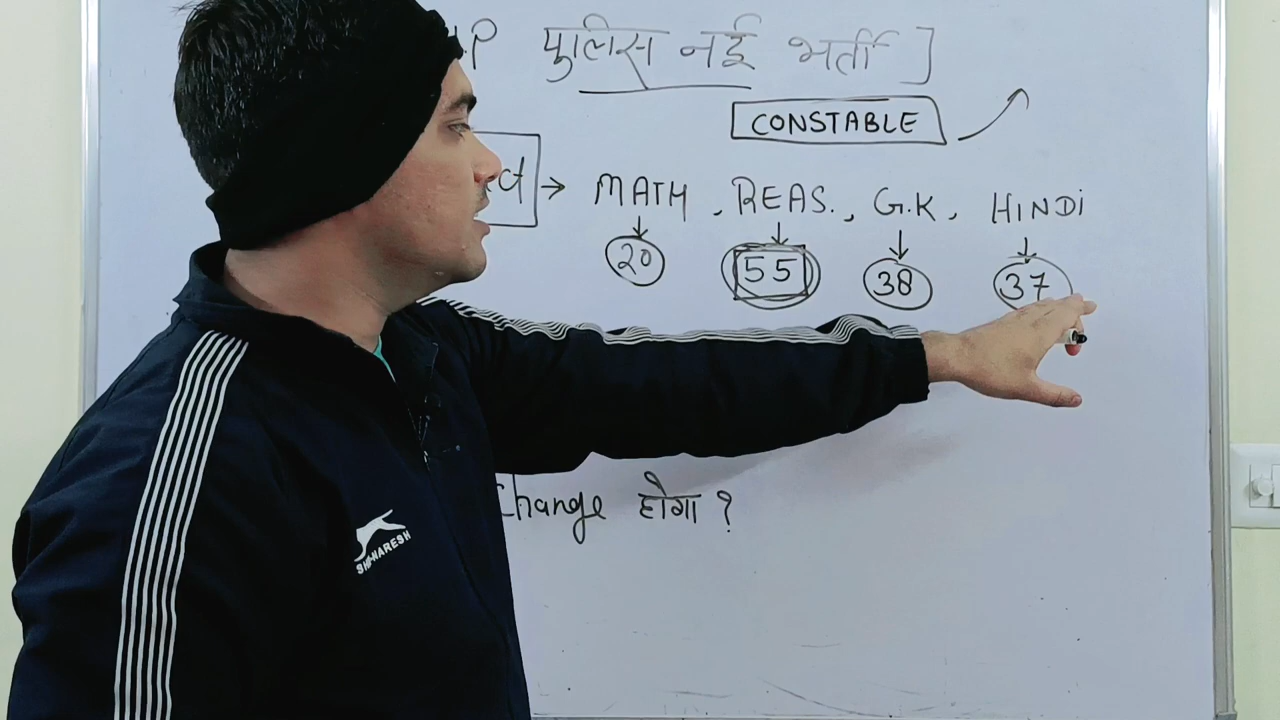 पुलिस नई भर्ती ]
CONSTABLE
→ MATH , REAS. , G.K , HINDI
20 55 38 37
Change होगा ?
SHIV-NARESH